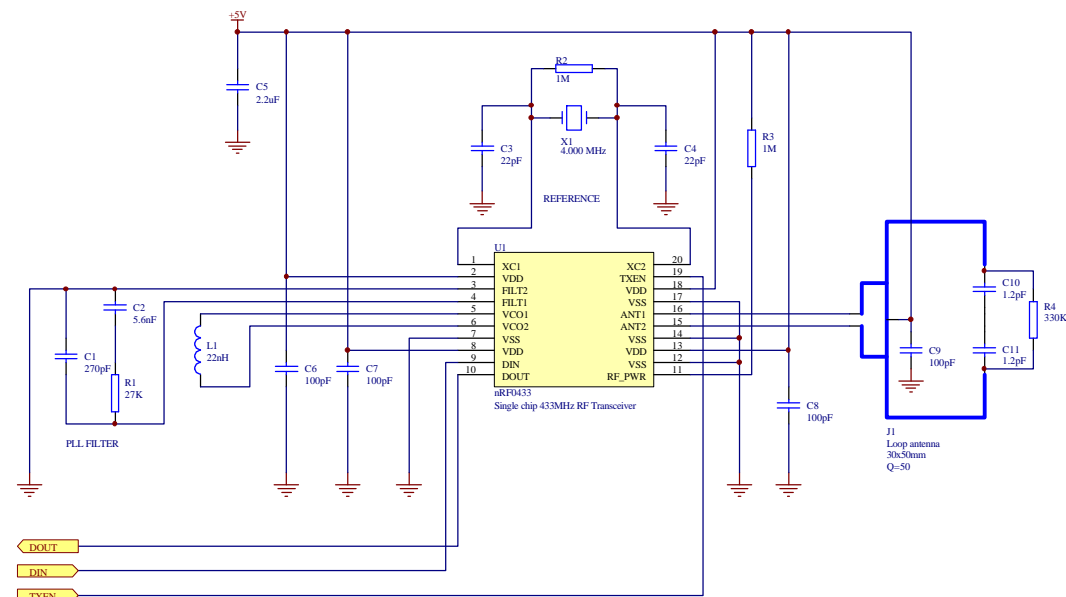 +5V
R2
1M
C5
2.2uF
R3
1M
C3
22pF
X1
4.000 MHz
C4
22pF
REFERENCE
U1
1 XC1 XC2 20
2 VDD TXEN 19
3 FILT2 VDD 18
4 FILT1 VSS 17
5 VCO1 ANT1 16
6 VCO2 ANT2 15
7 VSS VSS 14
8 VDD VDD 13
9 DIN VSS 12
10 DOUT RF_PWR 11
nRF0433
Single chip 433MHz RF Transceiver
C2
5.6nF
L1
22nH
C1
270pF
R1
27K
PLL FILTER
C6
100pF
C7
100pF
C8
100pF
C9
100pF
C10
1.2pF
R4
330K
C11
1.2pF
J1
Loop antenna
30x50mm
Q=50
DOUT
DIN
TXEN